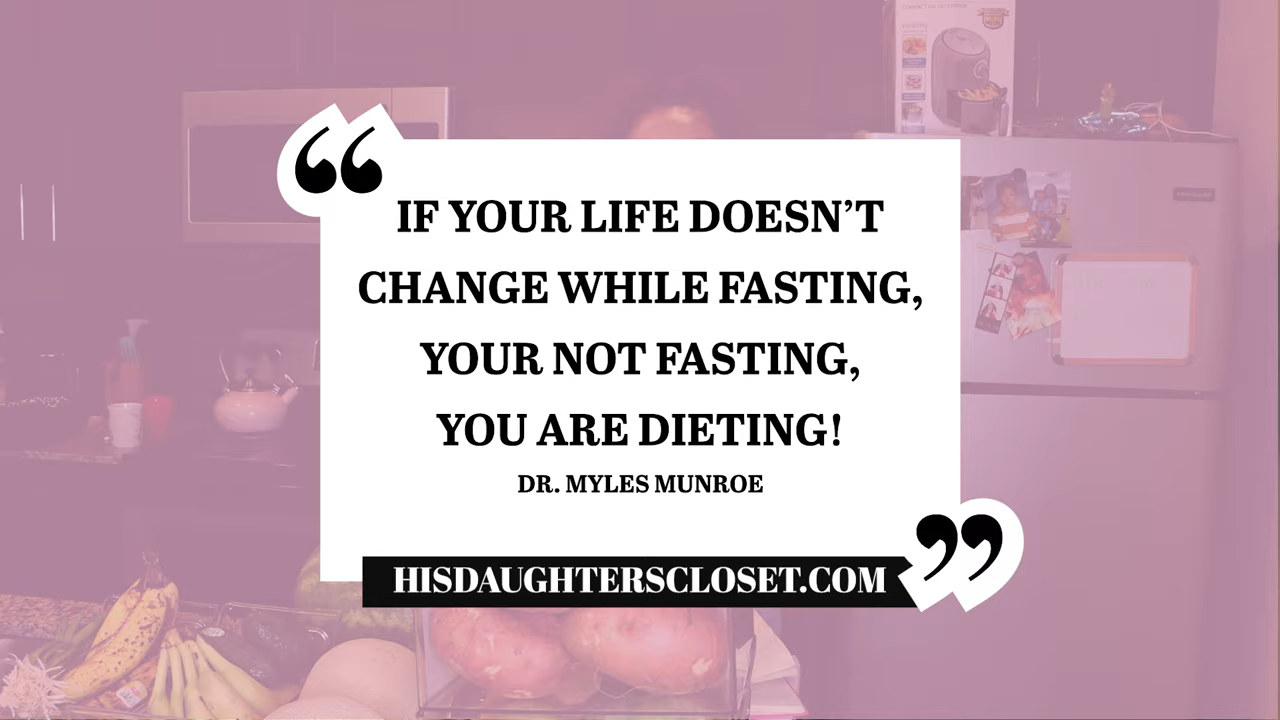 “
IF YOUR LIFE DOESN’T
CHANGE WHILE FASTING,
YOUR NOT FASTING,
YOU ARE DIETING!
DR. MYLES MUNROE
”
HISDAUGHTERSCLOSET.COM